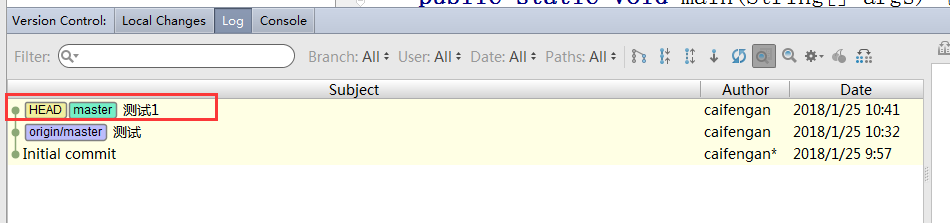 public static void main(String[] args)
Version Control: Local Changes Log Console
Filter: Branch: All User: All Date: All Paths: All
Subject Author Date
HEAD master 测试1 caifengan 2018/1/25 10:41
origin/master 测试 caifengan 2018/1/25 10:32
Initial commit caifengan* 2018/1/25 9:57